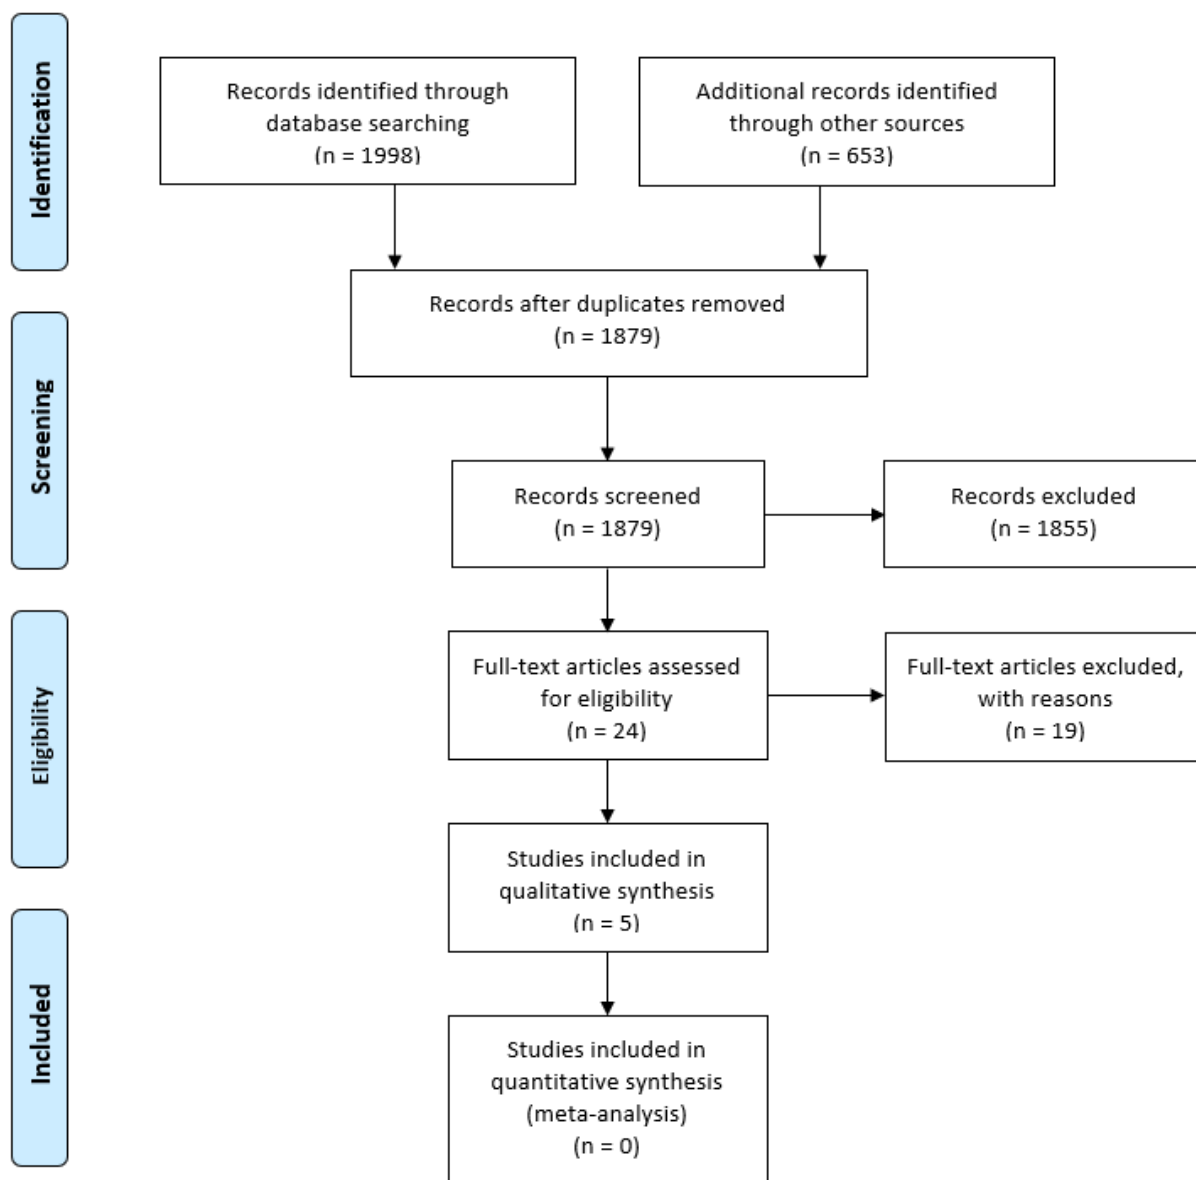 Identification
Records identified through
database searching
(n = 1998)
Additional records identified
through other sources
(n = 653)
Records after duplicates removed
(n = 1879)
Screening
Records screened
(n = 1879)
Records excluded
(n = 1855)
Eligibility
Full-text articles assessed
for eligibility
(n = 24)
Full-text articles excluded,
with reasons
(n = 19)
Studies included in
qualitative synthesis
(n = 5)
Included
Studies included in
quantitative synthesis
(meta-analysis)
(n = 0)